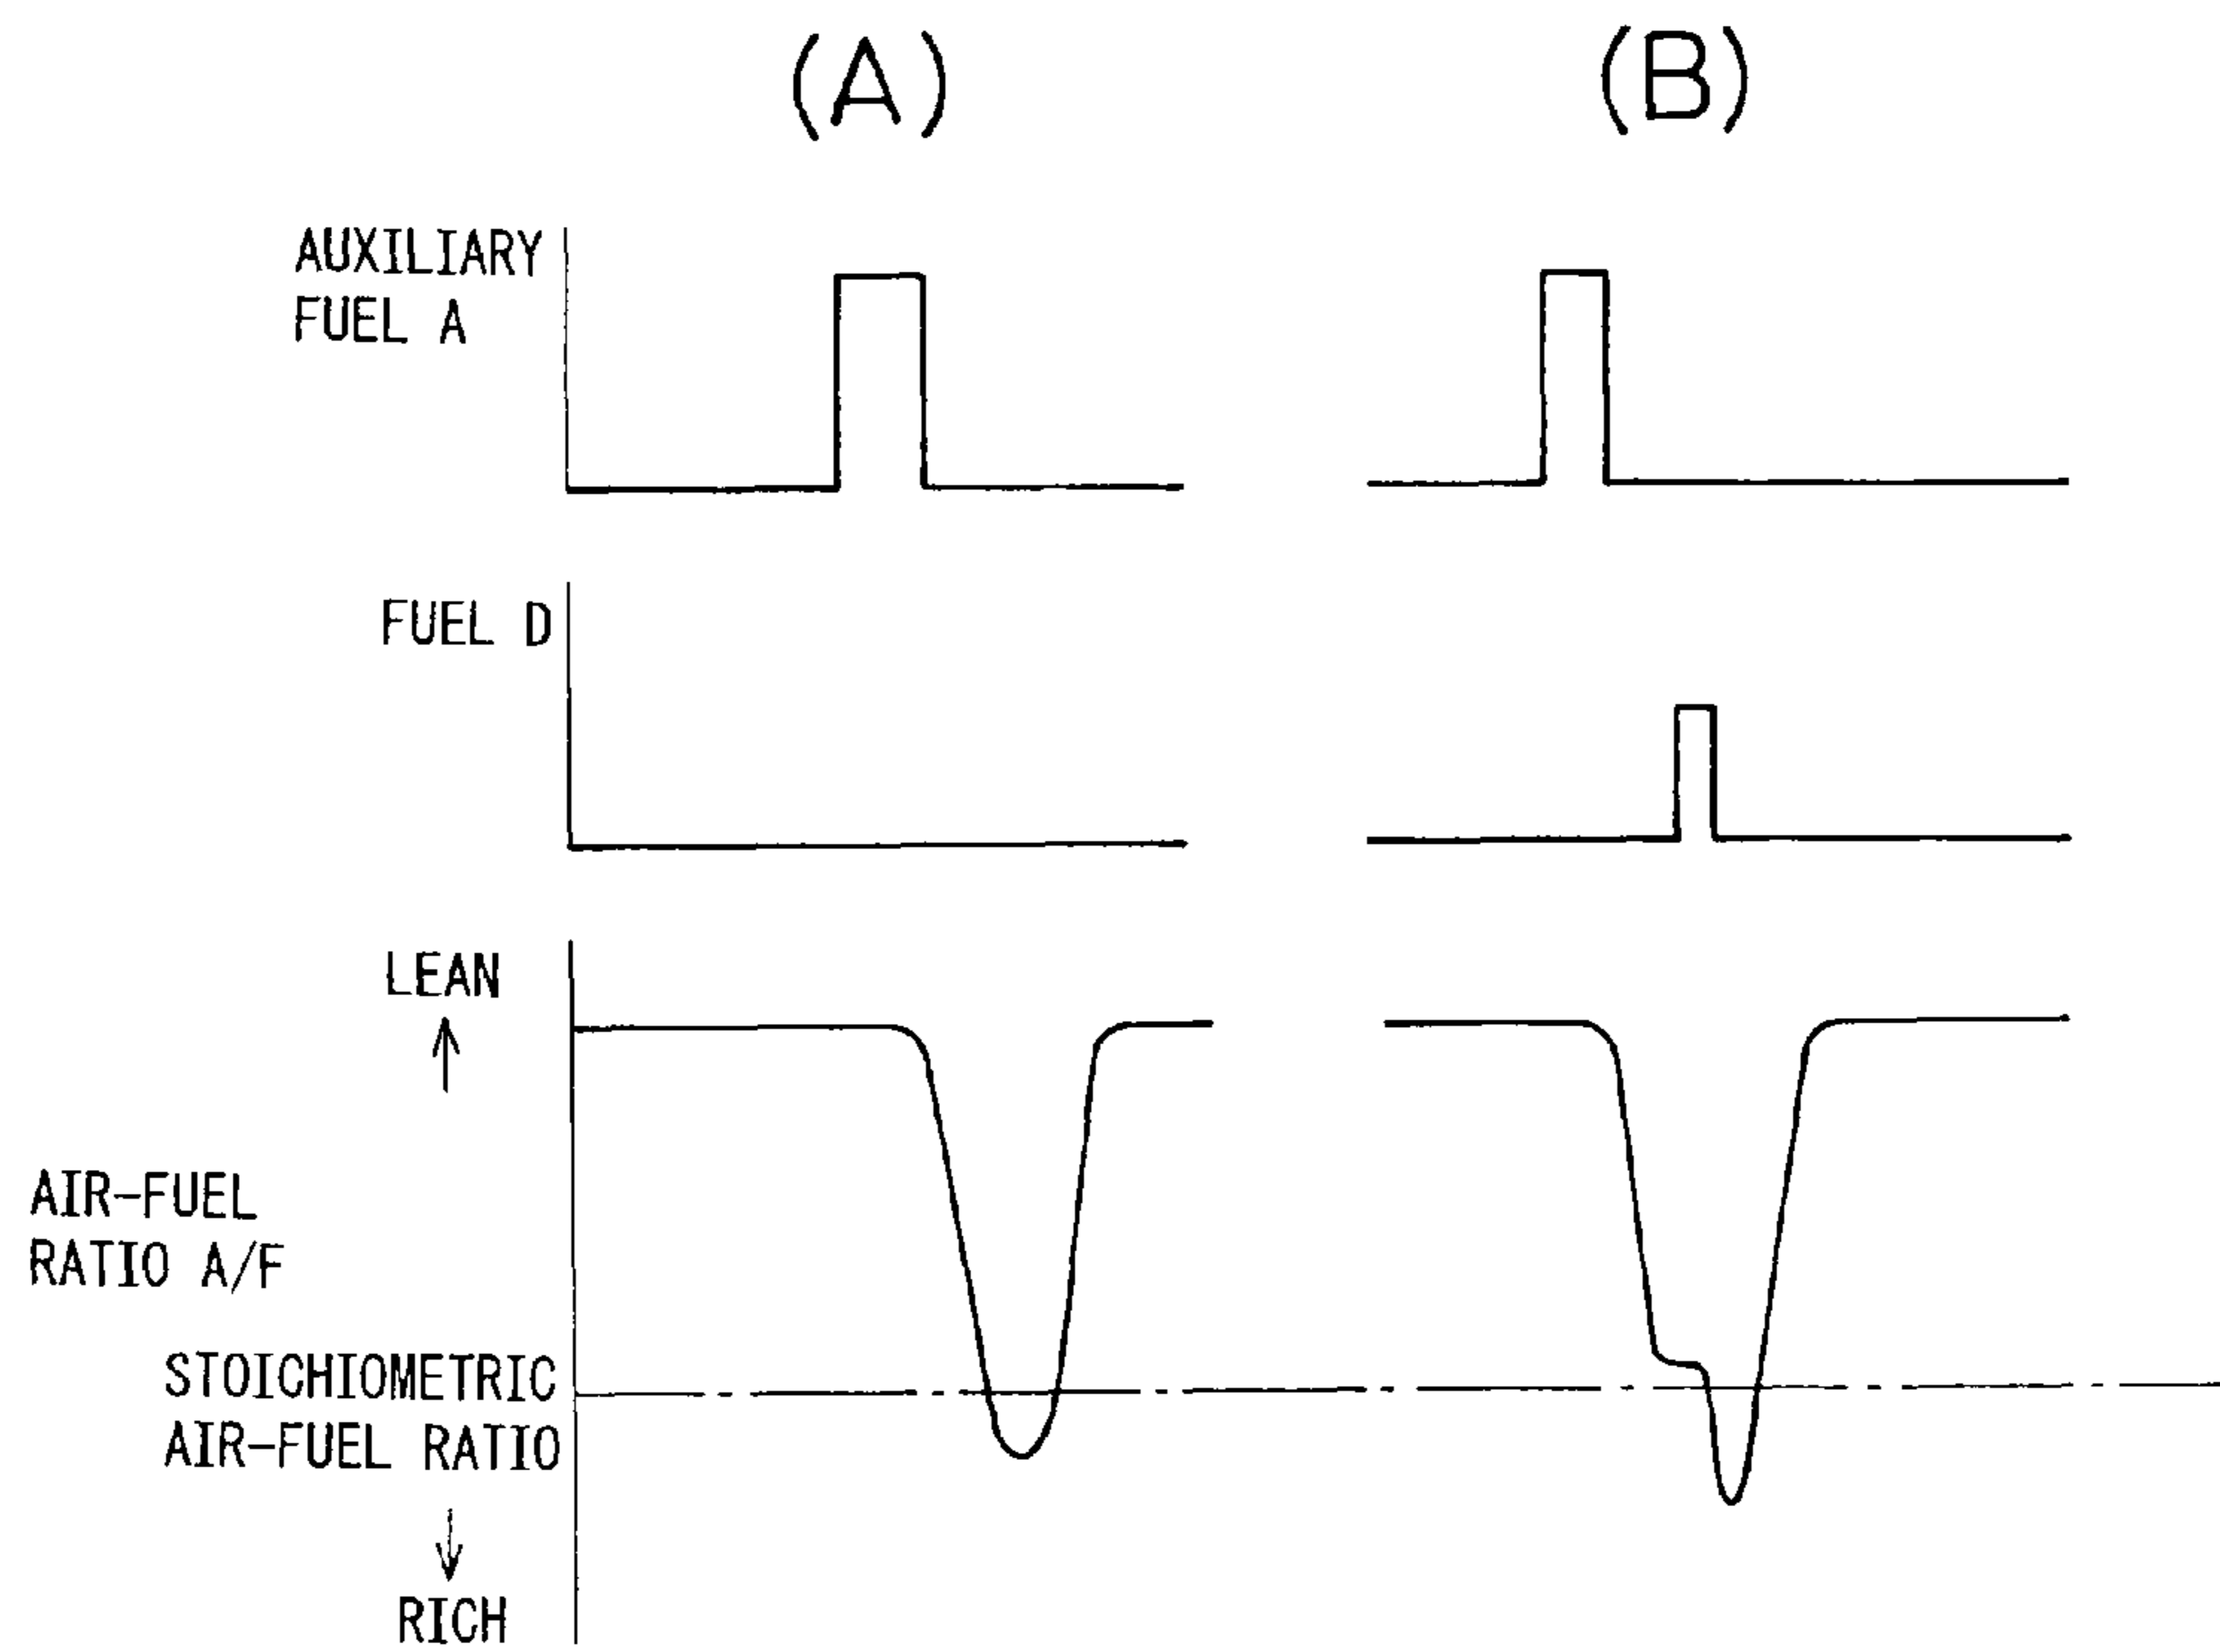 (A)
(B)
AUXILIARY
FUEL A
FUEL D
LEAN
AIR-FUEL
RATIO A/F
STOICHIOMETRIC
AIR-FUEL RATIO
RICH